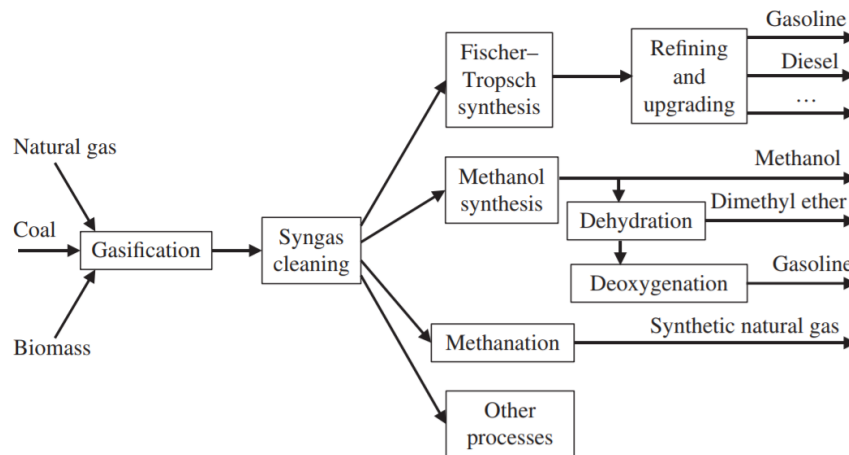 Natural gas
Coal
Biomass
Gasification
Syngas
cleaning
Fischer–
Tropsch
synthesis
Refining
and
upgrading
Gasoline
Diesel
...
Methanol
synthesis
Methanol
Dehydration
Dimethyl ether
Deoxygenation
Gasoline
Methanation
Synthetic natural gas
Other
processes